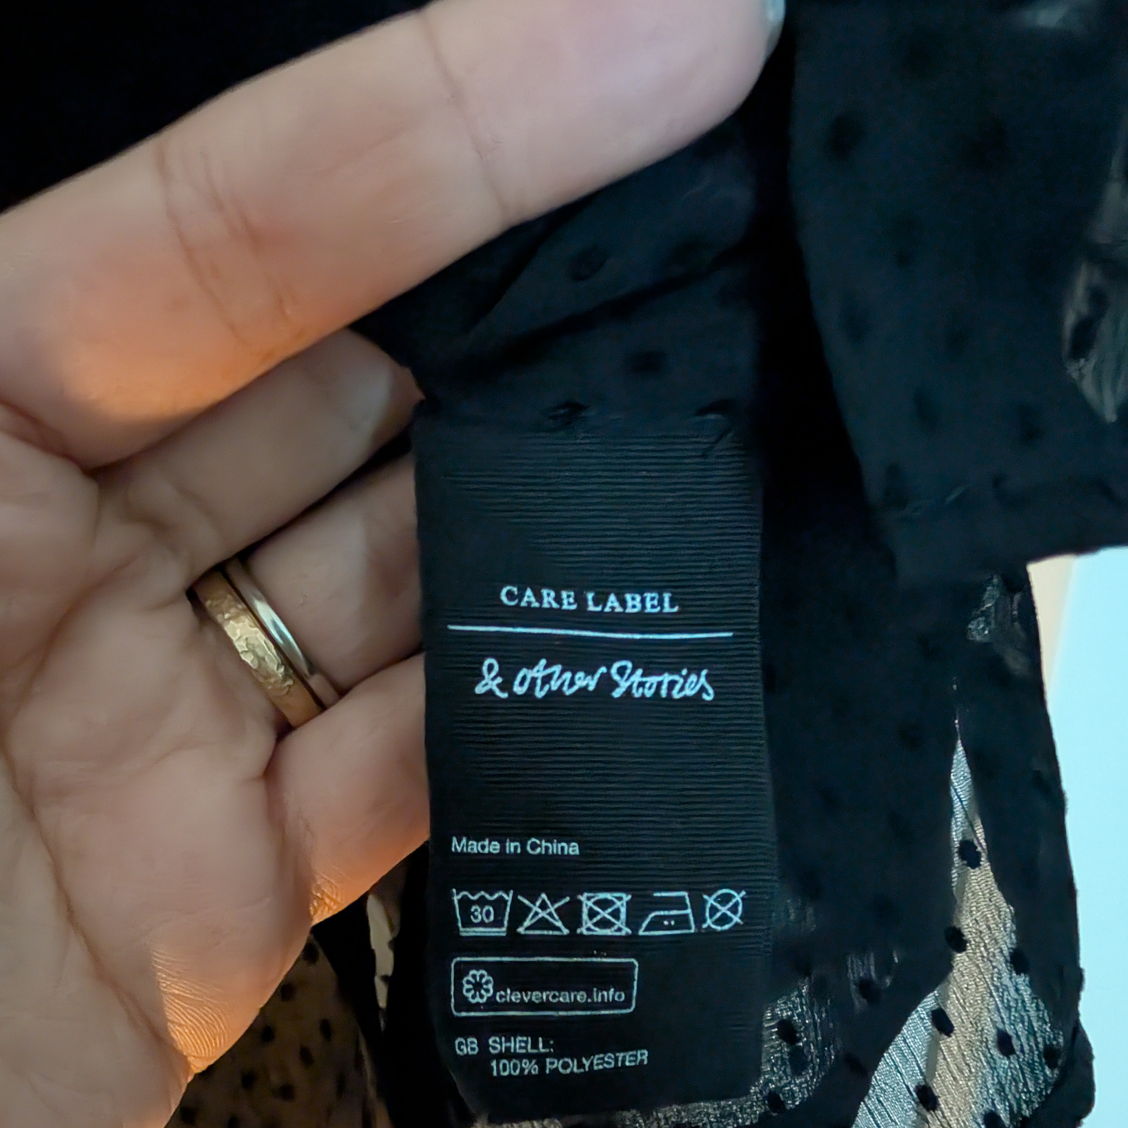 CARE LABEL
& other Stories
Made in China
30
clevercare.info
GB SHELL:
100% POLYESTER